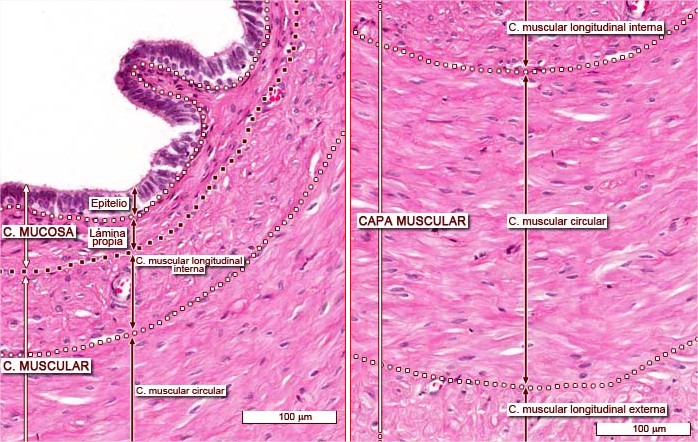 Epitelio
C. MUCOSA
Lámina
propia
C. muscular longitudinal
interna
C. MUSCULAR
C. muscular circular
100 µm
C. muscular longitudinal interna
CAPA MUSCULAR
C. muscular circular
C. muscular longitudinal externa
100 µm